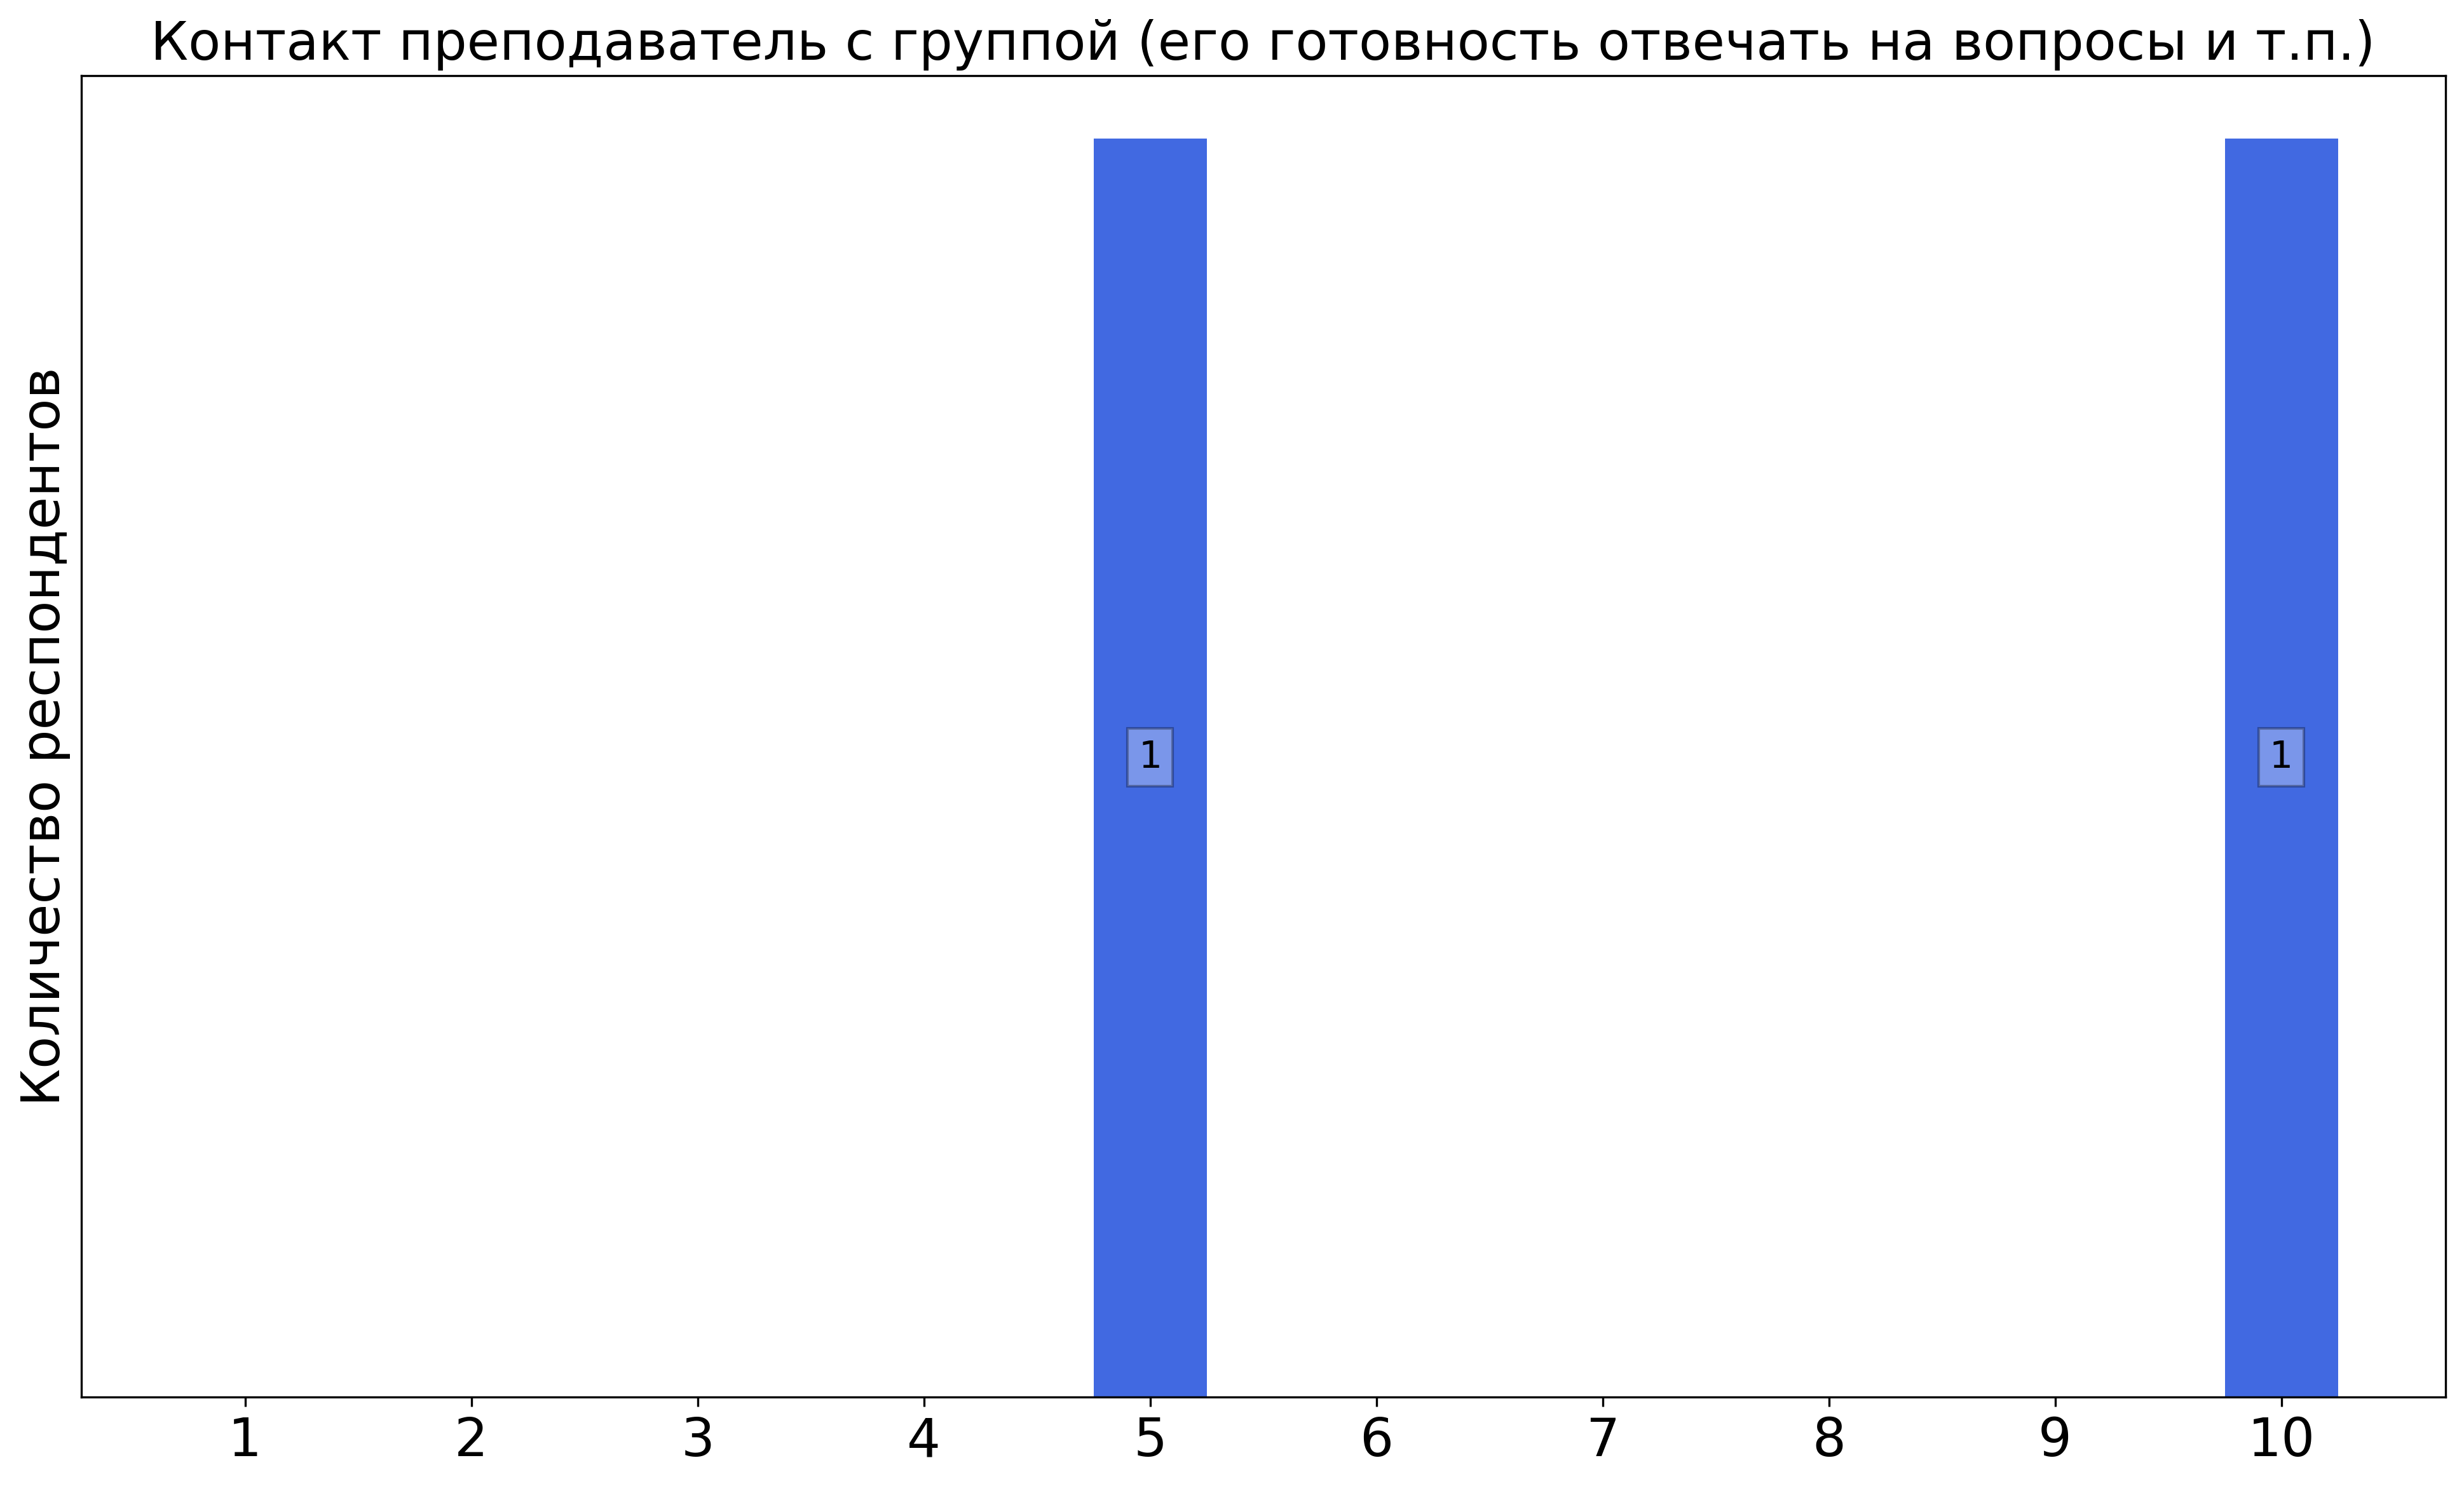 Контакт преподаватель с группой (его готовность отвечать на вопросы и т.п.)
Количество респондентов
1
1
1 2 3 4 5 6 7 8 9 10